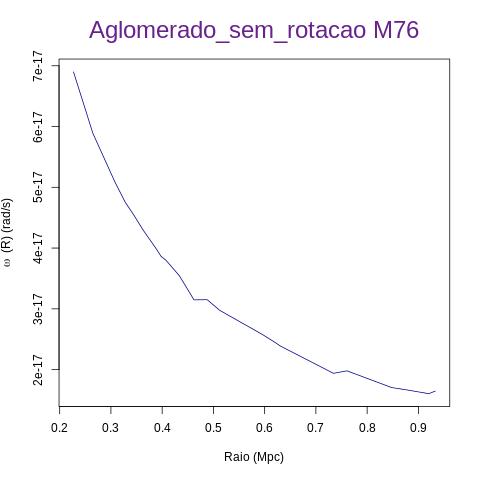 Aglomerado_sem_rotacao M76
7e-17
6e-17
5e-17
4e-17
3e-17
2e-17
ω (R) (rad/s)
0.2 0.3 0.4 0.5 0.6 0.7 0.8 0.9
Raio (Mpc)